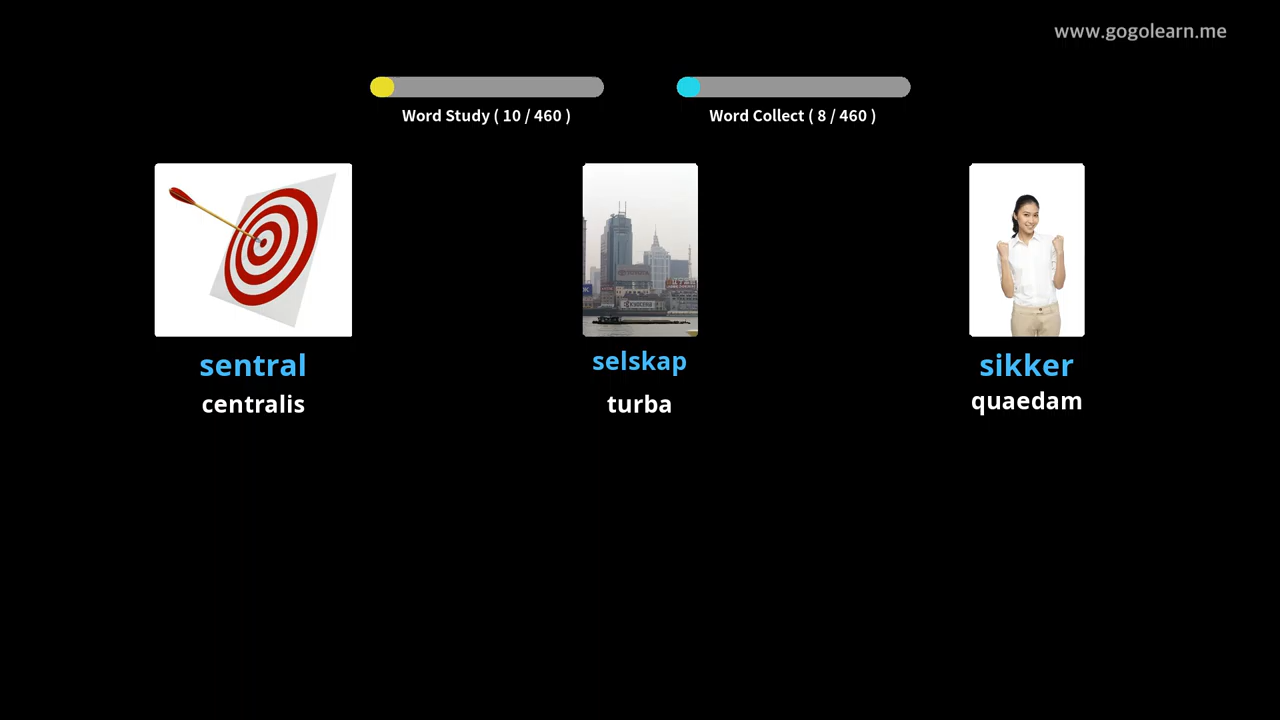 www.gogolearn.me
Word Study ( 10 / 460 )
Word Collect ( 8 / 460 )
sentral
selskap
sikker
centralis
turba
quaedam